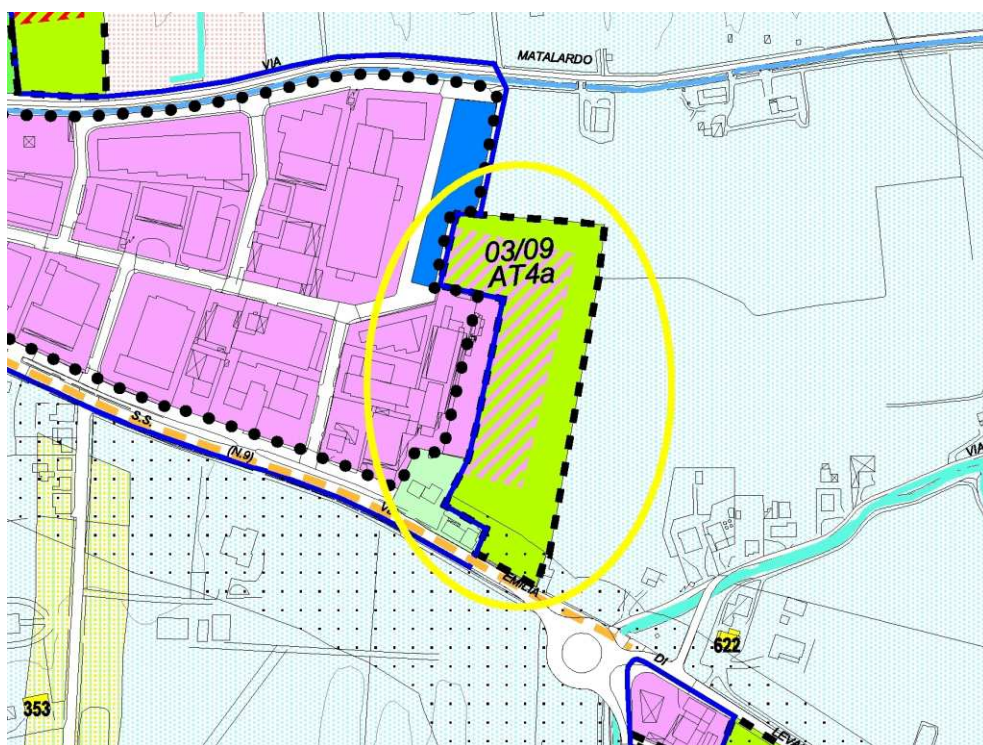 VIA
MATALARDO
03/09
AT4a
S.S.
(N.9)
EMILIA
VIA
DI
622
353